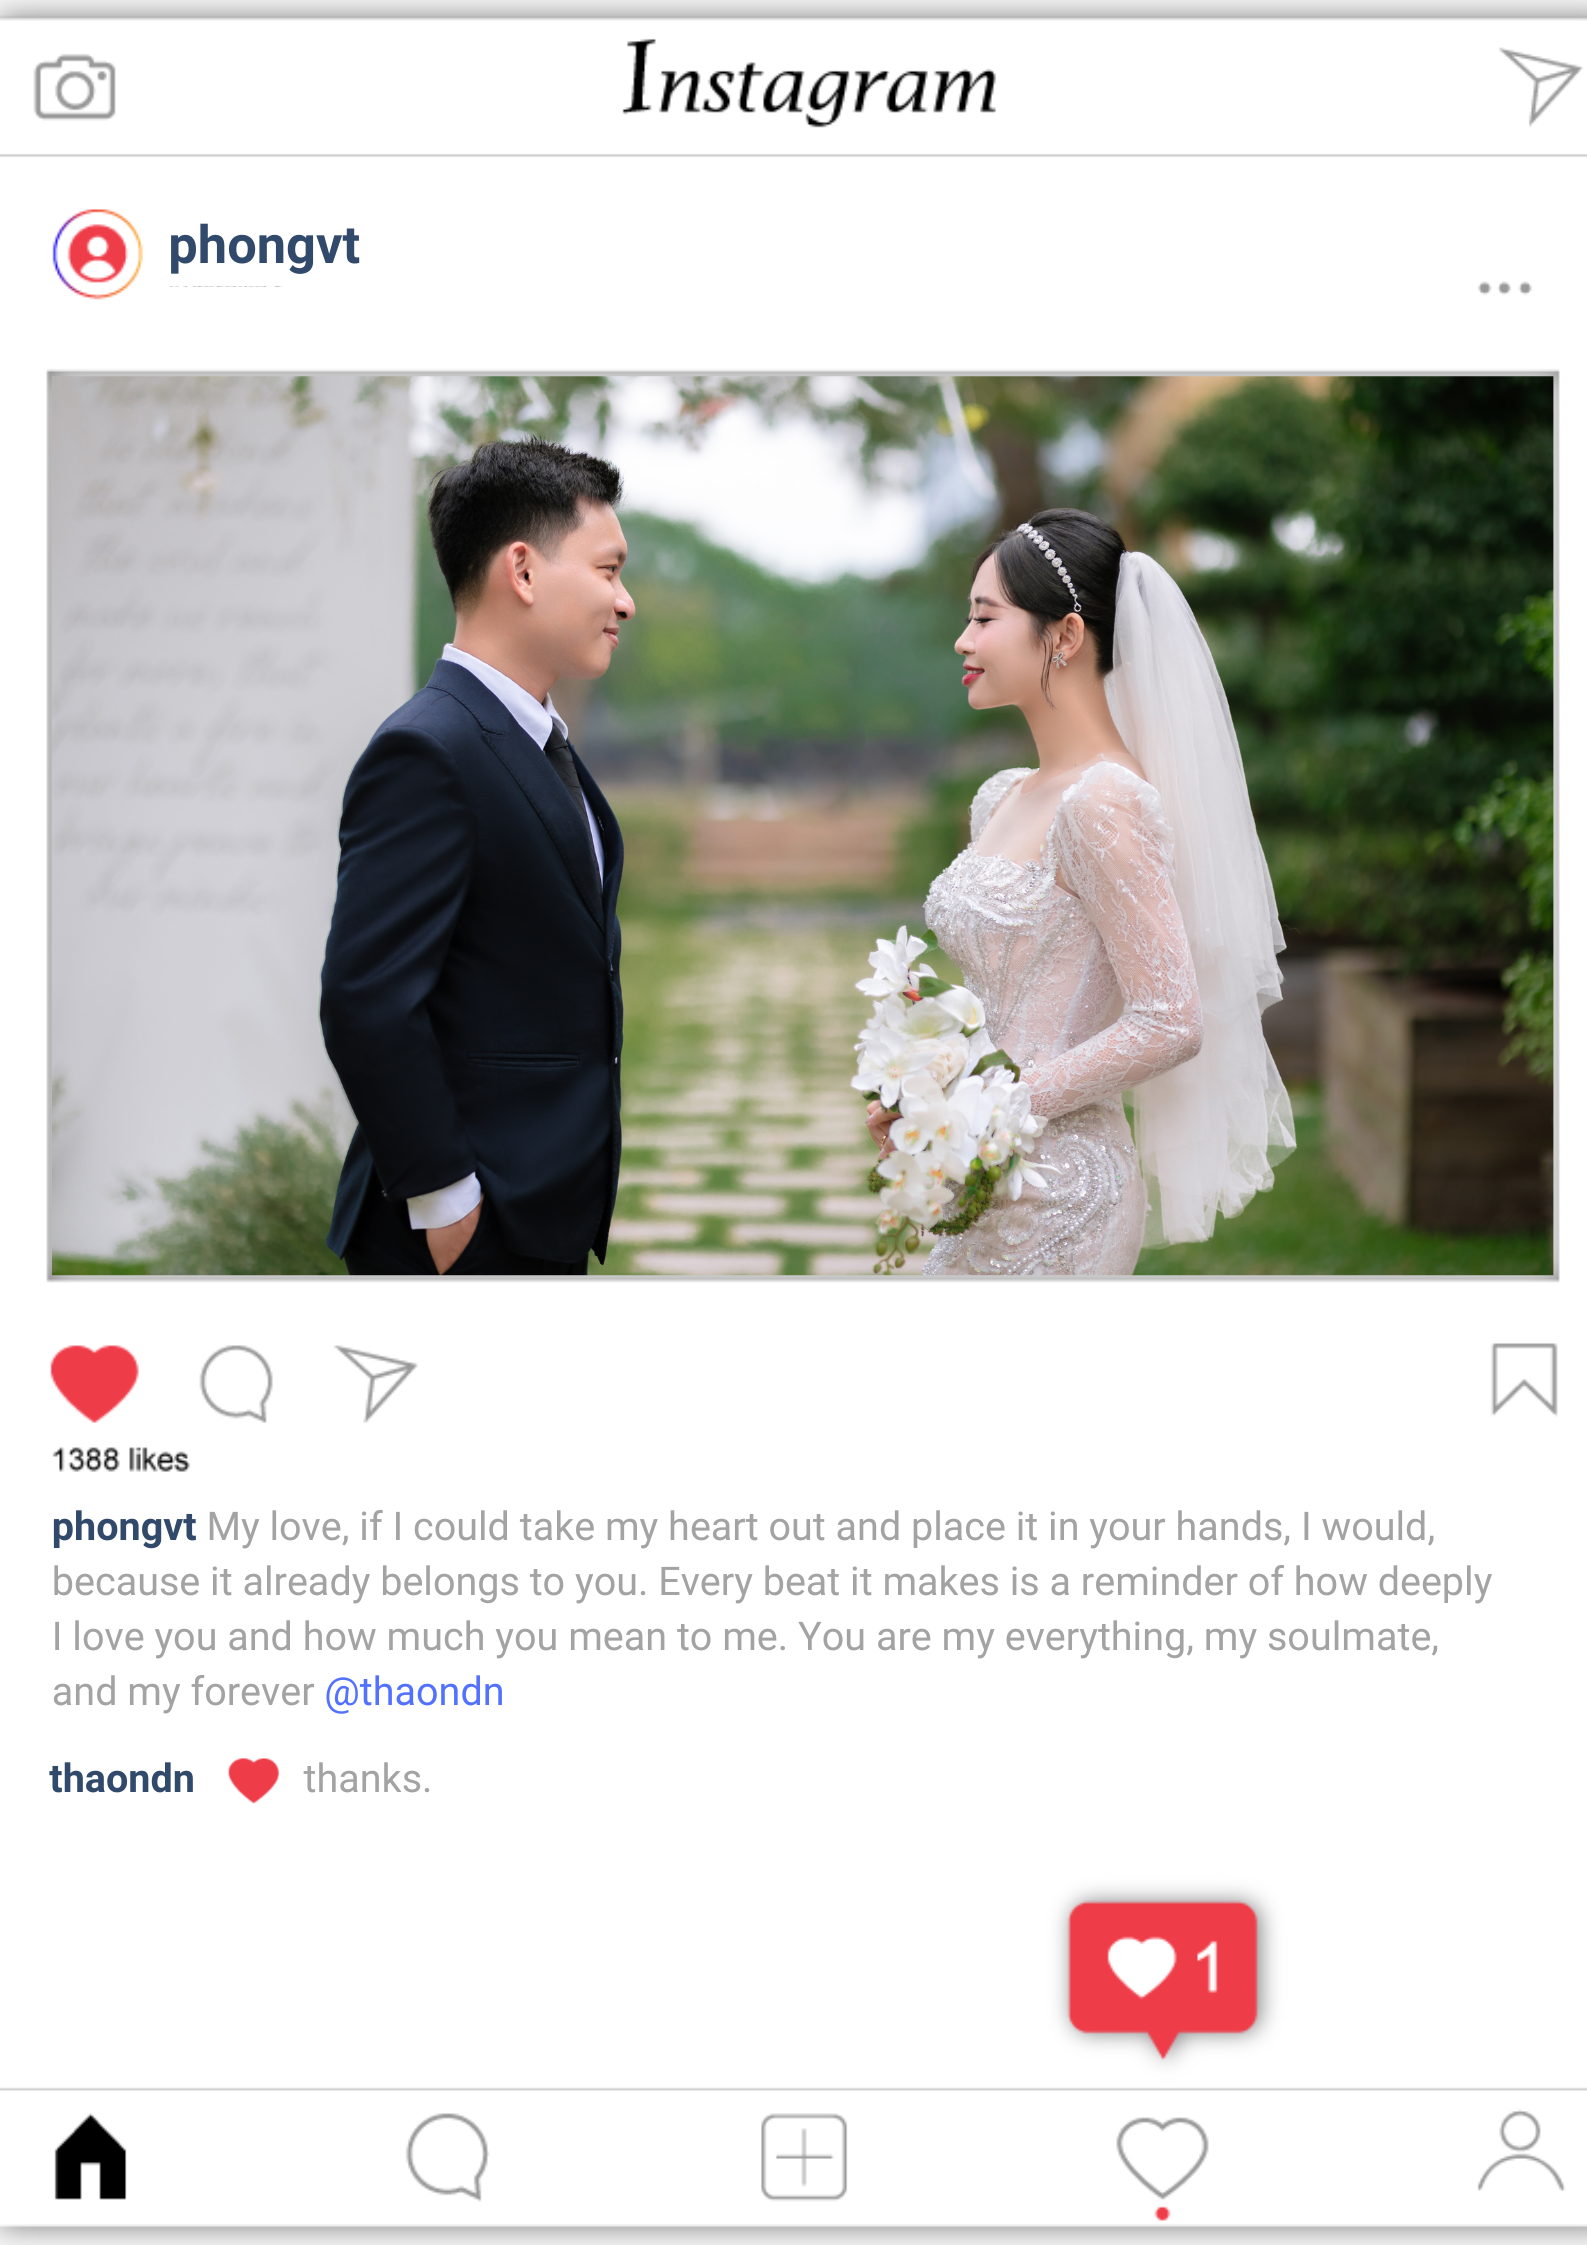 Instagram
phongvt
1388 likes
phongvt My love, if I could take my heart out and place it in your hands, I would,
because it already belongs to you. Every beat it makes is a reminder of how deeply
I love you and how much you mean to me. You are my everything, my soulmate,
and my forever @thaondn
thaondn ❤ thanks.
1